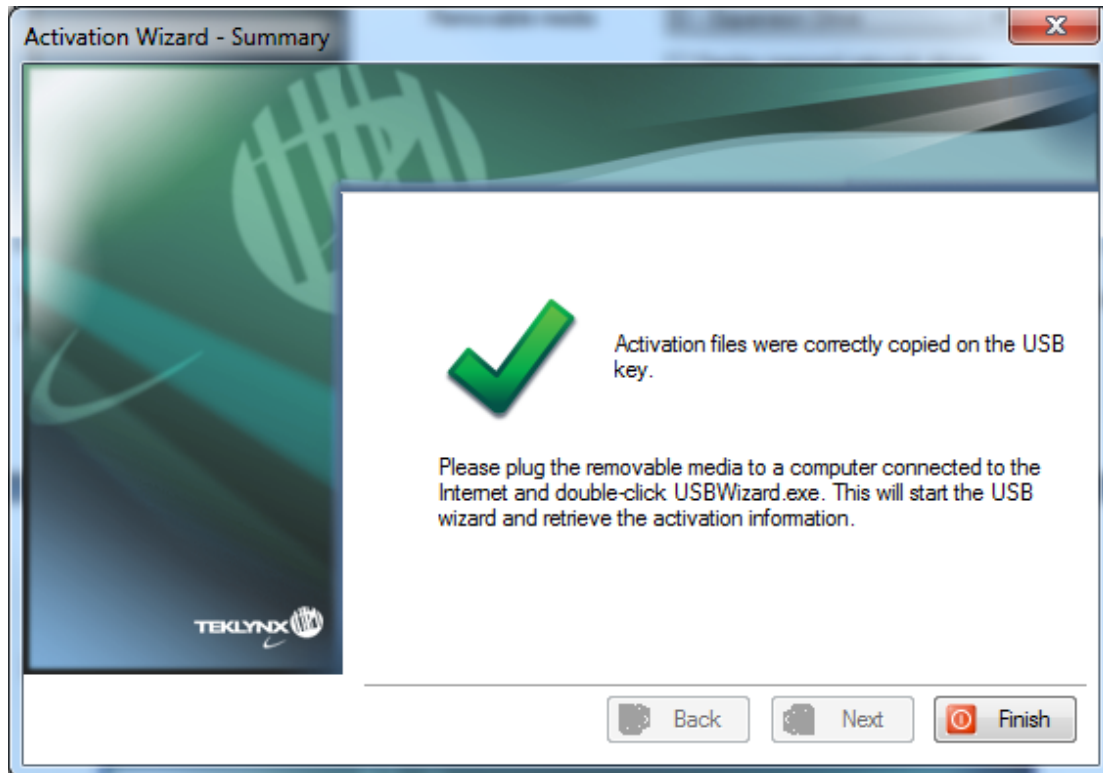 Activation Wizard - Summary
Activation files were correctly copied on the USB
key.
Please plug the removable media to a computer connected to the
Internet and double-click USBWizard.exe. This will start the USB
wizard and retrieve the activation information.
TEKLYNX
Back
Next
Finish